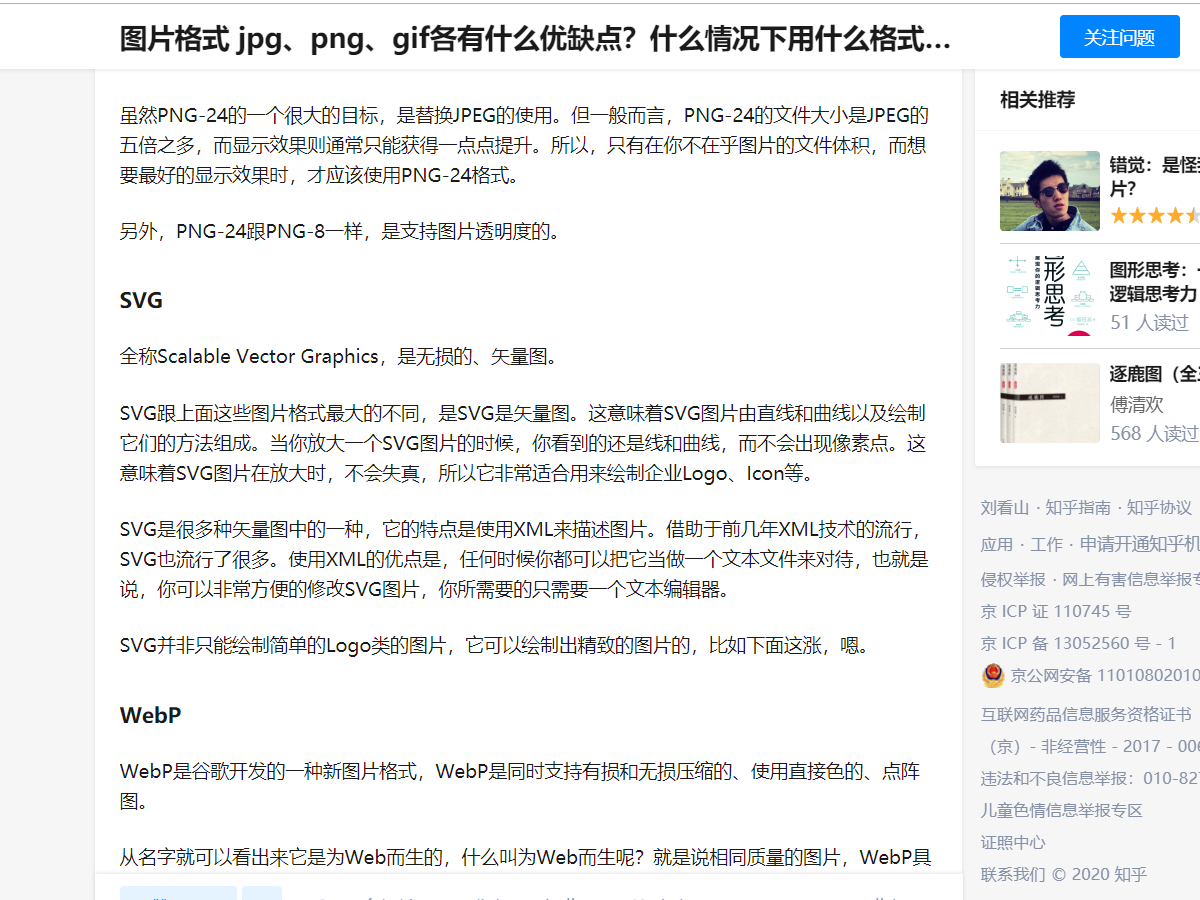 图片格式 jpg、png、gif各有什么优缺点？什么情况下用什么格式...
关注问题
虽然PNG-24的一个很大的目标，是替换JPEG的使用。但一般而言，PNG-24的文件大小是JPEG的
五倍之多，而显示效果则通常只能获得一点点提升。所以，只有在你不在乎图片的文件体积，而想
要最好的显示效果时，才应该使用PNG-24格式。
另外，PNG-24跟PNG-8一样，是支持图片透明度的。
SVG
全称Scalable Vector Graphics，是无损的、矢量图。
SVG跟上面这些图片格式最大的不同，是SVG是矢量图。这意味着SVG图片由直线和曲线以及绘制
它们的方法组成。当你放大一个SVG图片的时候，你看到的还是线和曲线，而不会出现像素点。这
意味着SVG图片在放大时，不会失真，所以它非常适合用来绘制企业Logo、Icon等。
SVG是很多种矢量图中的一种，它的特点是使用XML来描述图片。借助于前几年XML技术的流行，
SVG也流行了很多。使用XML的优点是，任何时候你都可以把它当做一个文本文件来对待，也就是
说，你可以非常方便的修改SVG图片，你所需要的只需要一个文本编辑器。
SVG并非只能绘制简单的Logo类的图片，它可以绘制出精致的图片的，比如下面这涨，嗯。
WebP
WebP是谷歌开发的一种新图片格式，WebP是同时支持有损和无损压缩的、使用直接色的、点阵
图。
从名字就可以看出来它是为Web而生的，什么叫为Web而生呢？就是说相同质量的图片，WebP具
相关推荐
错觉：是怪
片？
图形思考：
逻辑思考力
51 人读过
形思考
逐鹿图（全
傅清欢
568 人读过
刘看山 · 知乎指南 · 知乎协议
应用 · 工作 · 申请开通知乎机
侵权举报 · 网上有害信息举报专
京 ICP 证 110745 号
京 ICP 备 13052560 号 - 1
京公网安备 11010802010
互联网药品信息服务资格证书
（京）- 非经营性 - 2017 - 006
违法和不良信息举报：010-827
儿童色情信息举报专区
证照中心
联系我们 © 2020 知乎